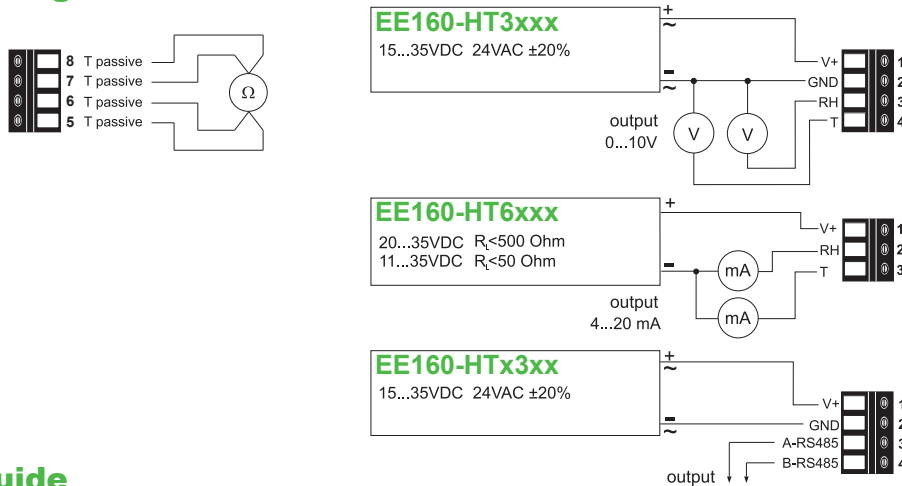 8 T passive
7 T passive
6 T passive
5 T passive
Ω
EE160-HT3xxx
15...35VDC 24VAC ±20%
+
~
-
~
output
0...10V
V
V
V+ 1
GND 2
RH
T 4
EE160-HT6xxx
20...35VDC RL<500 Ohm
11...35VDC RL<50 Ohm
+
-
output
4...20 mA
mA
mA
V+ 1
RH 2
T 3
EE160-HTx3xx
15...35VDC 24VAC ±20%
+
~
-
~
output
V+
GND 2
A-RS485 3
B-RS485 4
uide